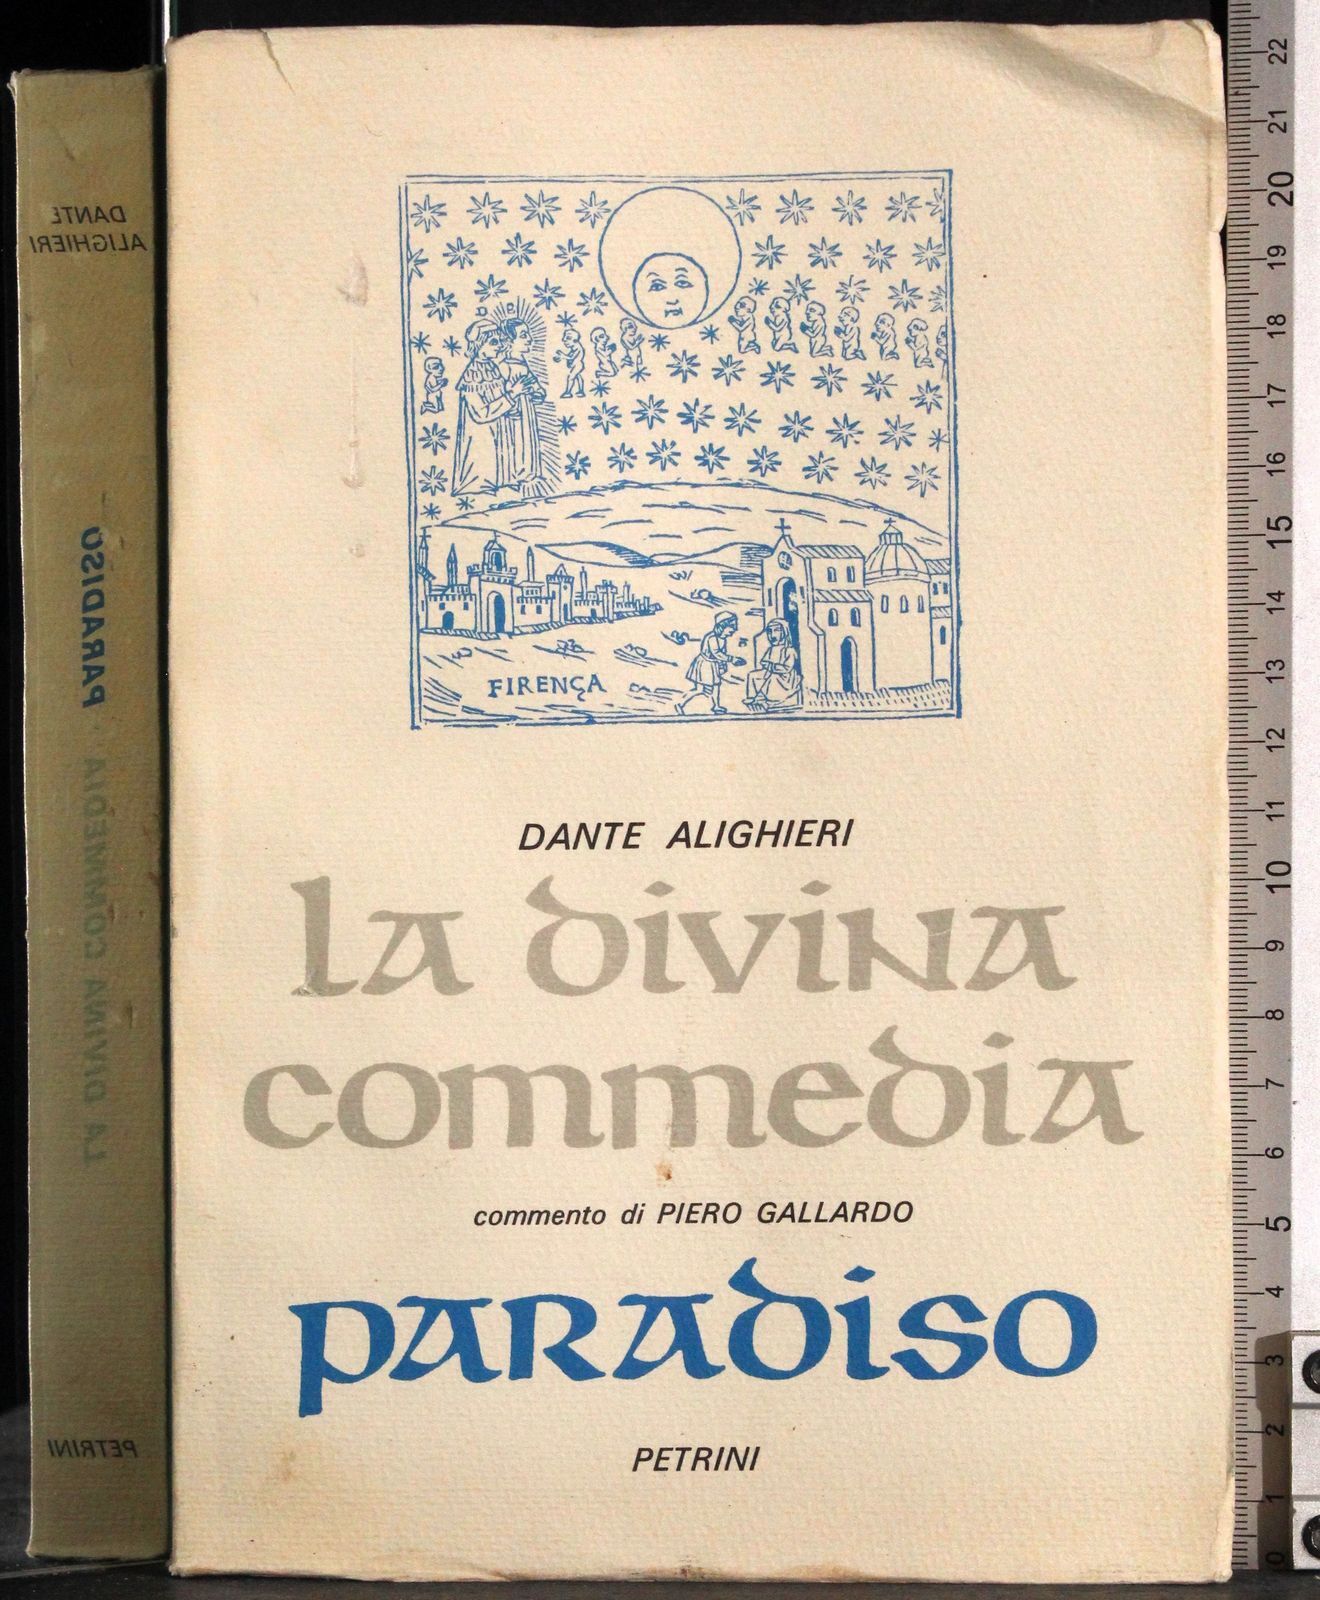 DANTE
ALIGHIERI
LA DIVINA COMMEDIA · PARADISO
PETRINI
D B
FIRENÇA
DANTE ALIGHIERI
la divina
commedia
commento di PIERO GALLARDO
paradiso
PETRINI
22
21
20
19
18
17
16
15
14
13
12
11
10
9
8
7
6
5
4
3
2
1
0